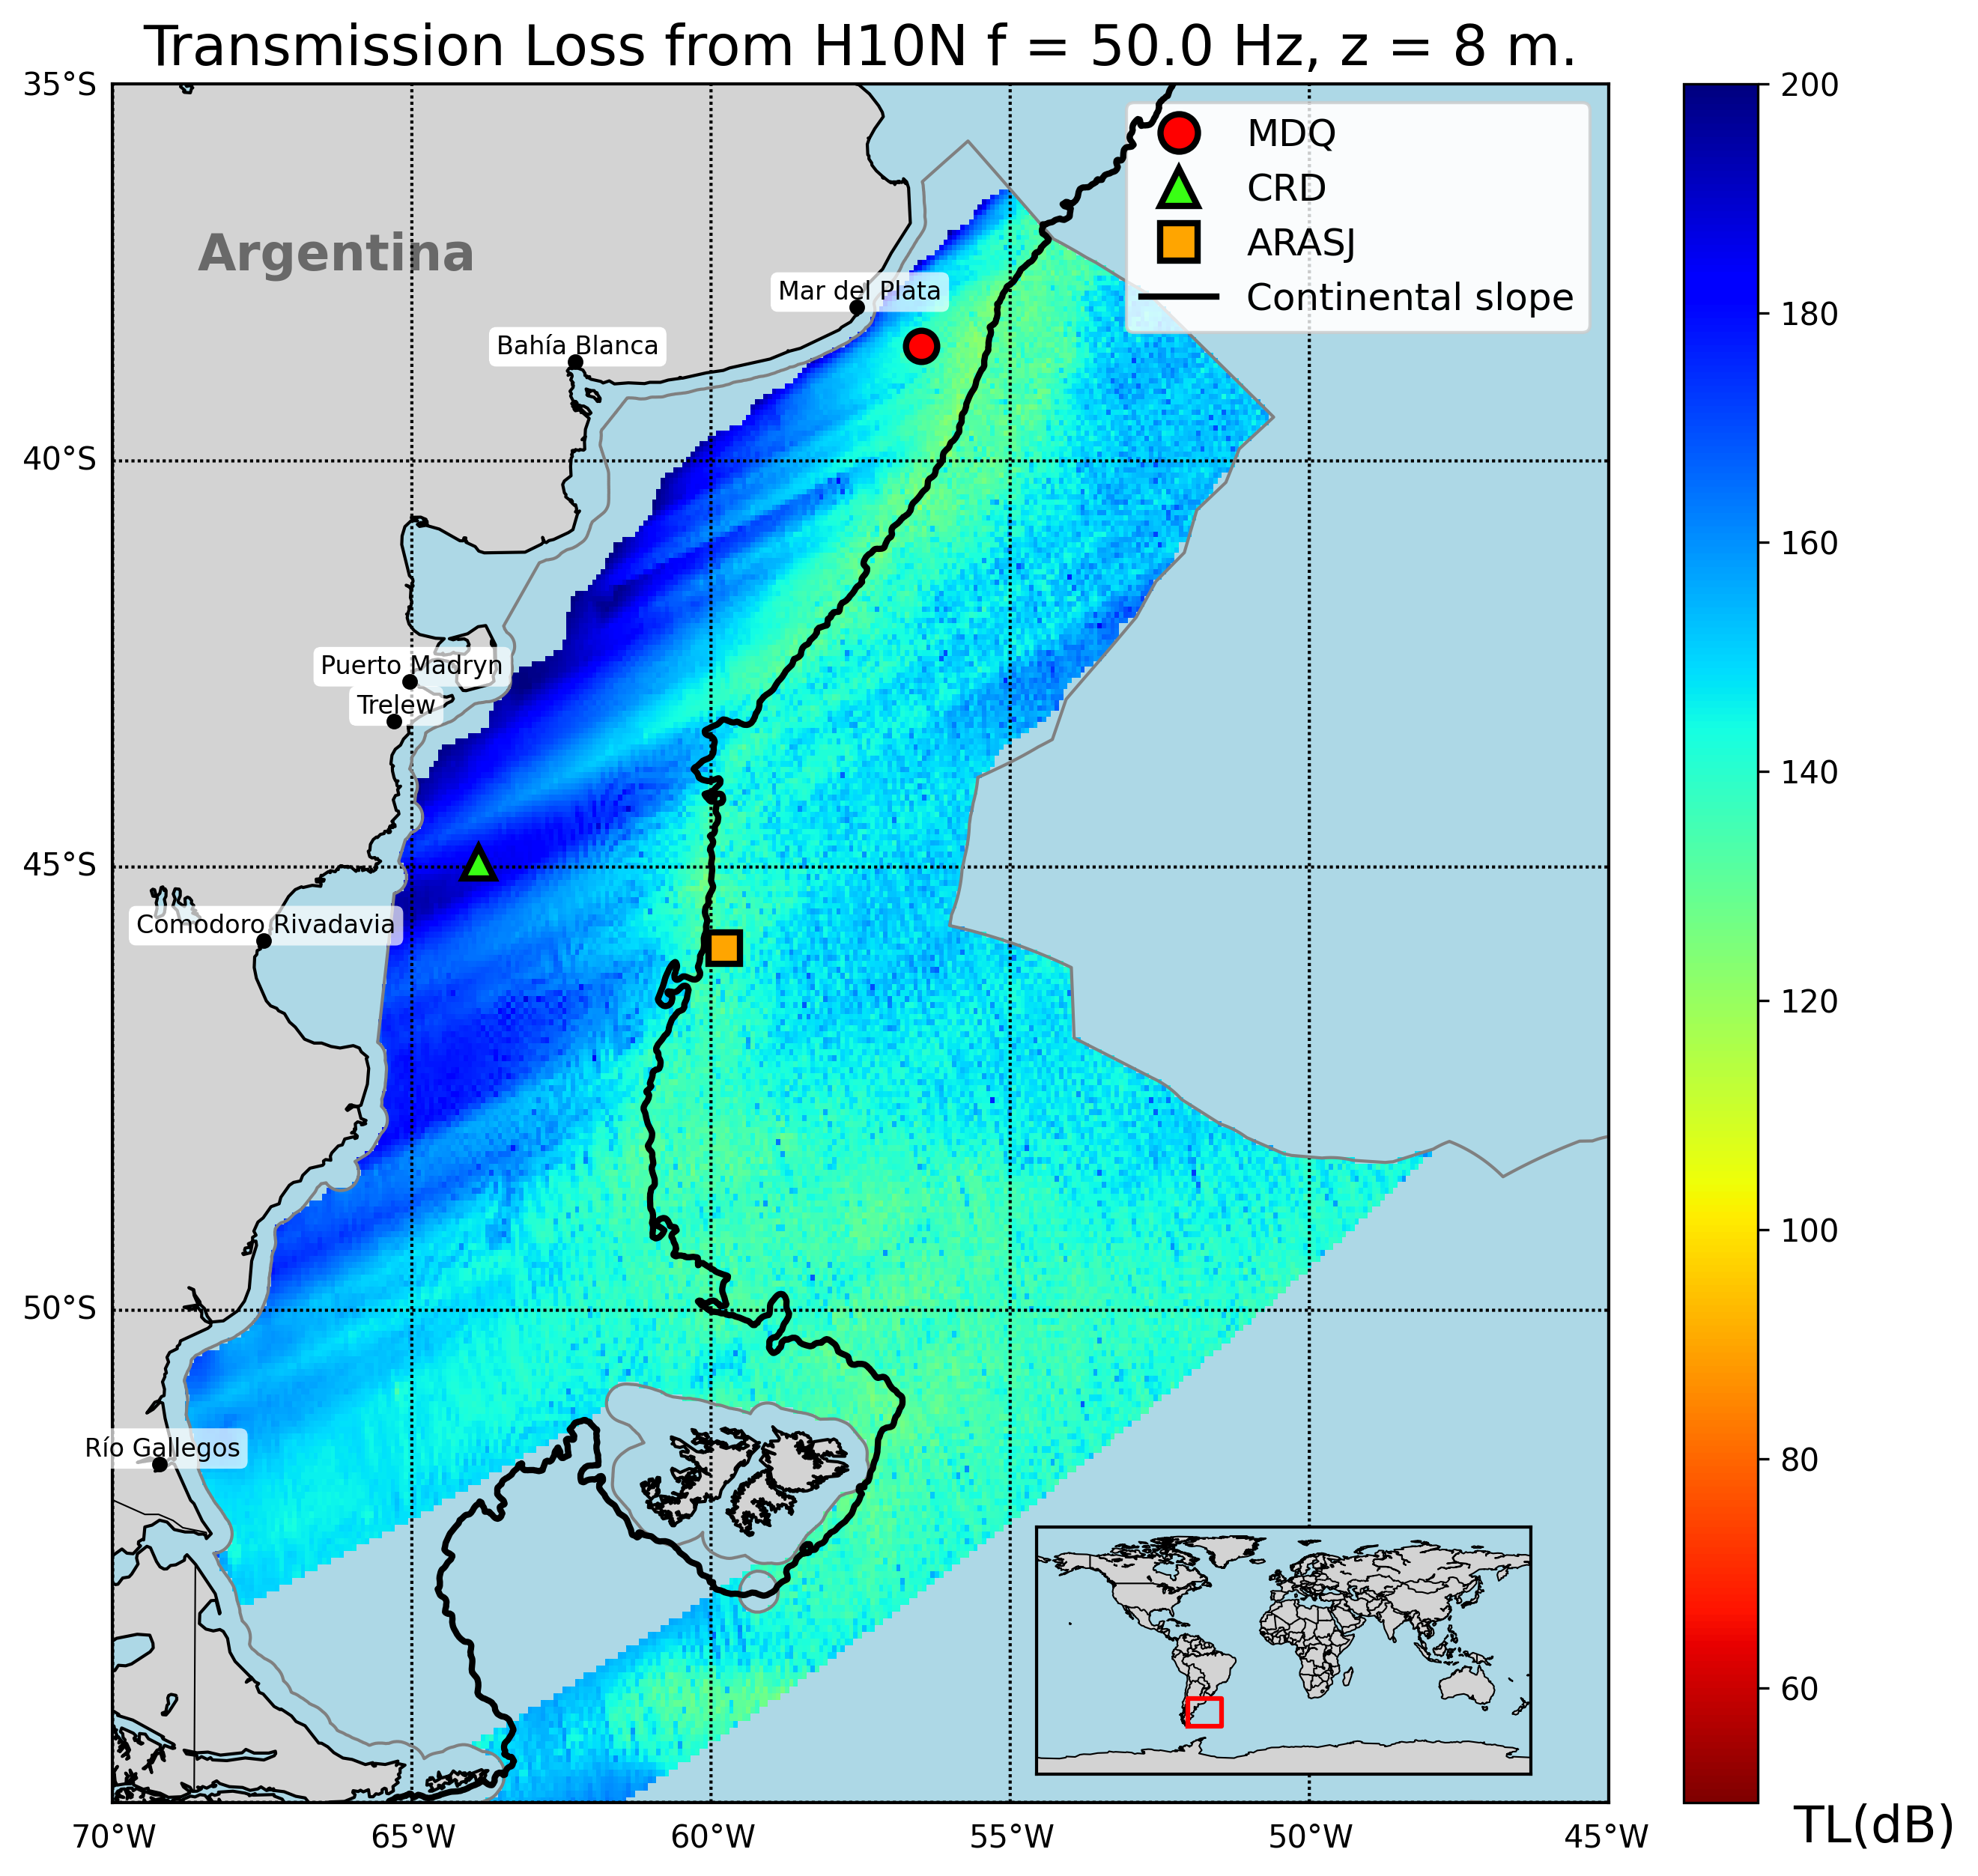 Transmission Loss from H10N f = 50.0 Hz, z = 8 m.
35°S
200
MDQ
CRD
ARASJ
Continental slope
Argentina
Mar del Plata
180
Bahía Blanca
40°S
160
Puerto Madryn
Trelew
140
45°S
Comodoro Rivadavia
120
100
50°S
Río Gallegos
80
60
70°W
65°W
60°W
55°W
50°W
45°W
TL(dB)